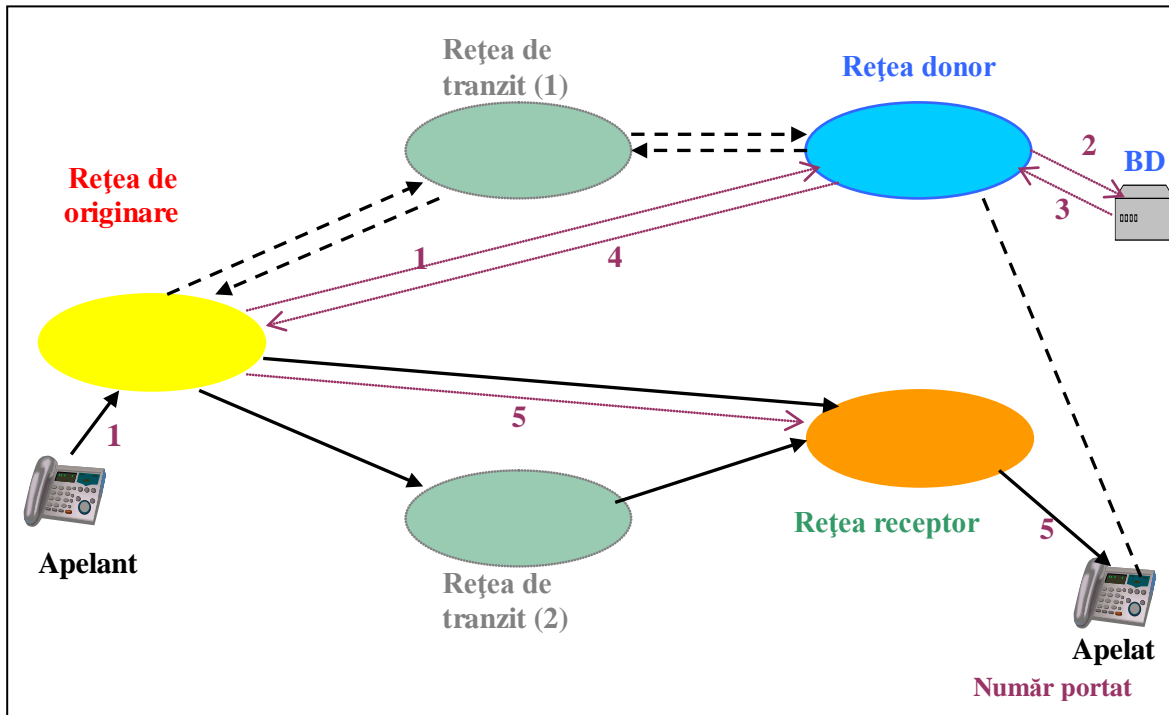 Reţea de
tranzit (1)
Reţea donor
2
BD
Reţea de
originare
3
1
4
5
1
Reţea receptor
5
Apelant
Reţea de
tranzit (2)
Apelat
Număr portat